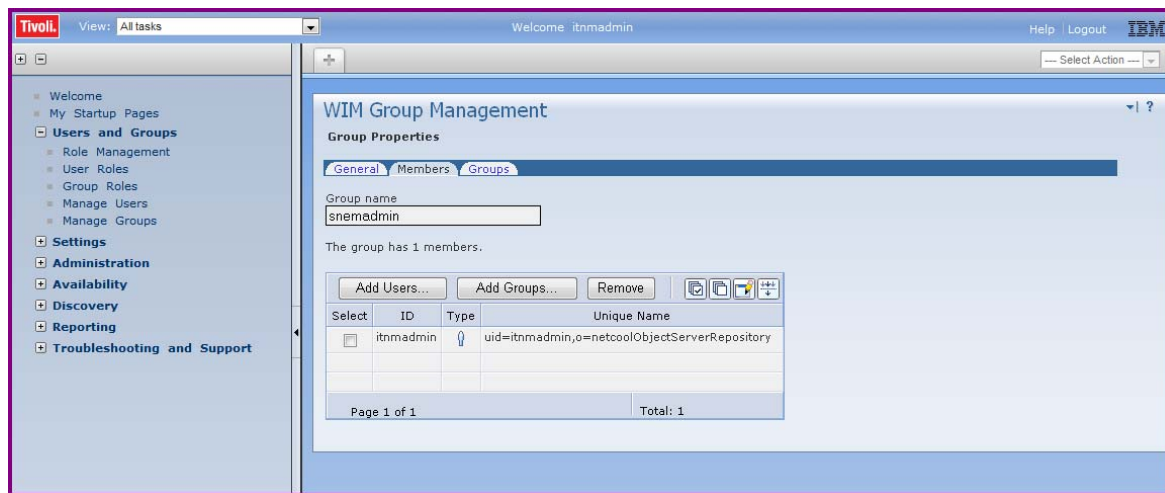 Tivoli. View: All tasks Welcome itnmadmin Help Logout IBM
--- Select Action ---
Welcome
My Startup Pages
Users and Groups
Role Management
User Roles
Group Roles
Manage Users
Manage Groups
Settings
Administration
Availability
Discovery
Reporting
Troubleshooting and Support
WIM Group Management
?
Group Properties
General Members Groups
Group name
snemadmin
The group has 1 members.
Add Users... Add Groups... Remove
Select ID Type Unique Name
itnmadmin uid=itnmadmin,o=netcoolObjectServerRepository
Page 1 of 1 Total: 1